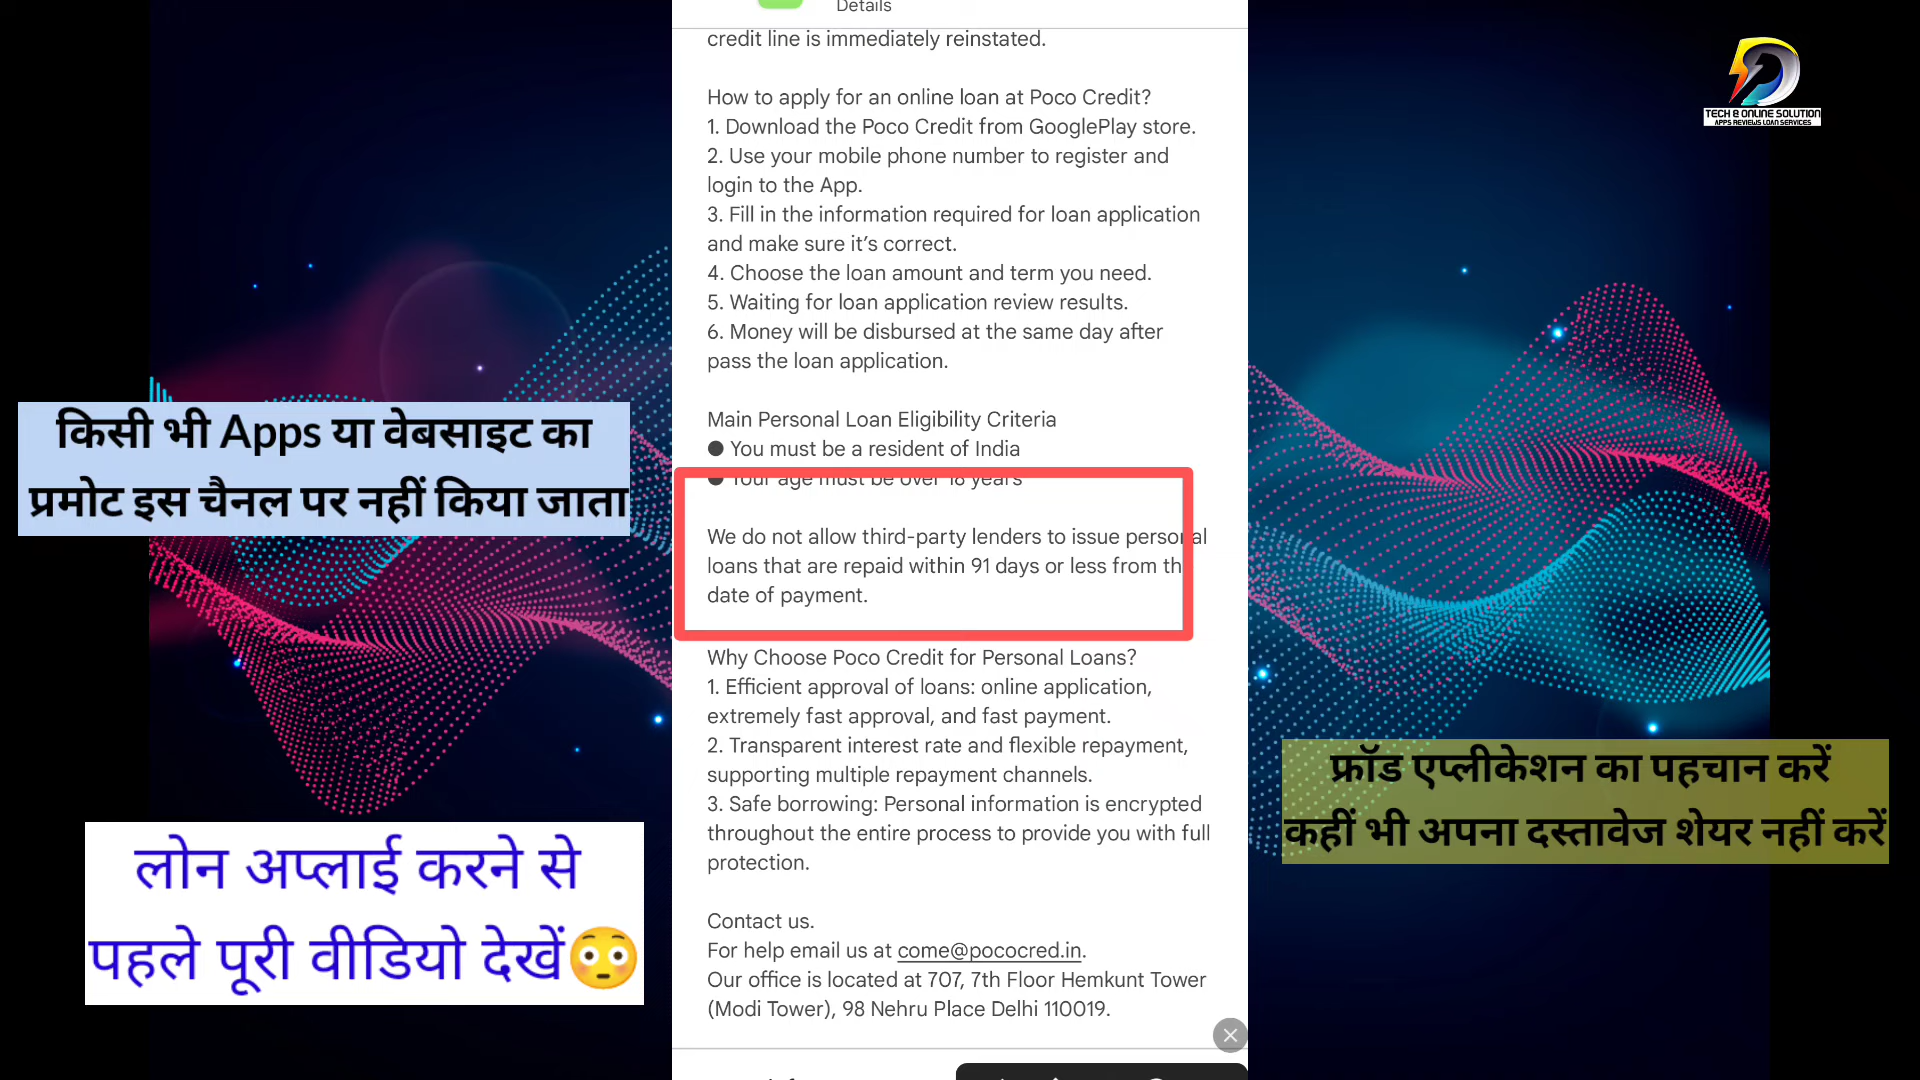 Details
credit line is immediately reinstated.
How to apply for an online loan at Poco Credit?
1. Download the Poco Credit from GooglePlay store.
2. Use your mobile phone number to register and
login to the App.
3. Fill in the information required for loan application
and make sure it's correct.
4. Choose the loan amount and term you need.
5. Waiting for loan application review results.
6. Money will be disbursed at the same day after
pass the loan application.
Main Personal Loan Eligibility Criteria
● You must be a resident of India
● Your age must be over 18 years
We do not allow third-party lenders to issue personal
loans that are repaid within 91 days or less from th
date of payment.
Why Choose Poco Credit for Personal Loans?
1. Efficient approval of loans: online application,
extremely fast approval, and fast payment.
2. Transparent interest rate and flexible repayment,
supporting multiple repayment channels.
3. Safe borrowing: Personal information is encrypted
throughout the entire process to provide you with full
protection.
Contact us.
For help email us at come@pococred.in.
Our office is located at 707, 7th Floor Hemkunt Tower
(Modi Tower), 98 Nehru Place Delhi 110019.
किसी भी Apps या वेबसाइट का
प्रमोट इस चैनल पर नहीं किया जाता
लोन अप्लाई करने से
पहले पूरी वीडियो देखें😳
TECH & ONLINE SOLUTION
APPS REVIEWS LOAN SERVICES
फ्रॉड एप्लीकेशन का पहचान करें
कहीं भी अपना दस्तावेज शेयर नहीं करें